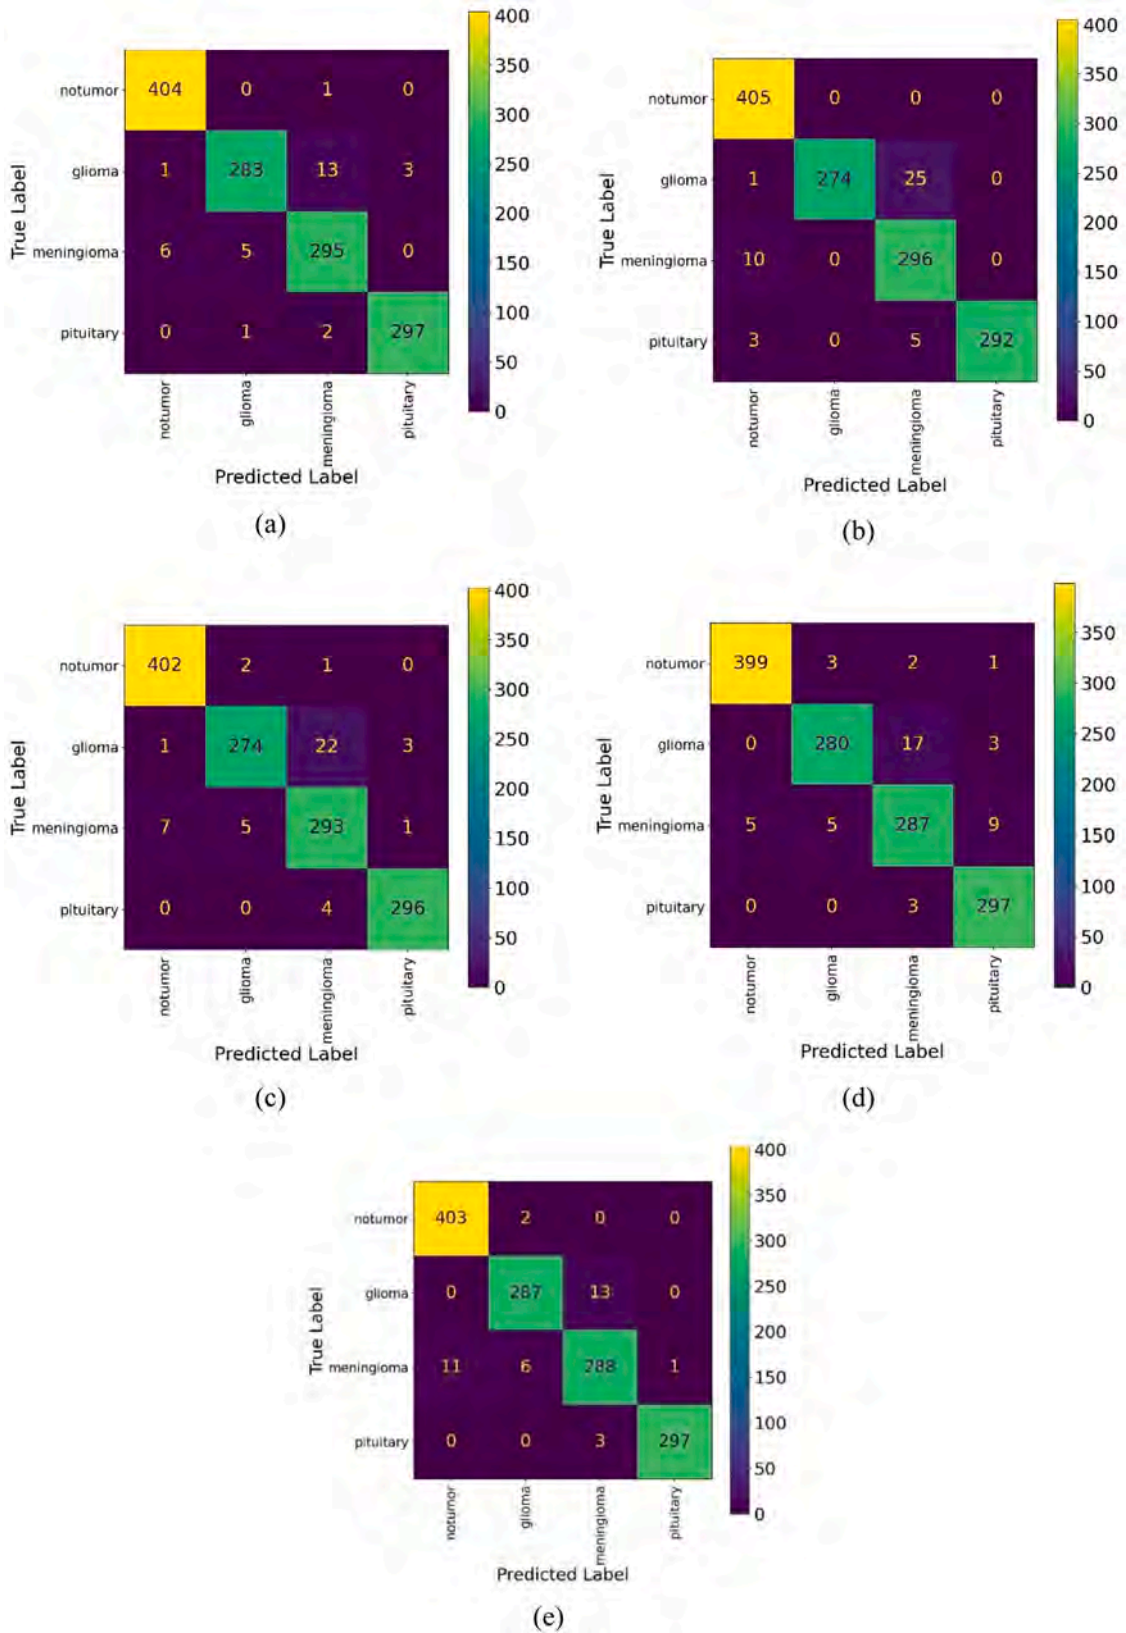 400
350
300
250
200
150
100
50
0
notumor 404 0 1 0
glioma 1 283 13 3
meningioma 6 5 295 0
pituitary 0 1 2 297
True Label
notumor glioma meningioma pituitary
Predicted Label
(a)
400
350
300
250
200
150
100
50
0
notumor 405 0 0 0
glioma 1 274 25 0
meningioma 10 0 296 0
pituitary 3 0 5 292
True Label
notumor glioma meningioma pituitary
Predicted Label
(b)
400
350
300
250
200
150
100
50
0
notumor 402 2 1 0
glioma 1 274 22 3
meningioma 7 5 293 1
pituitary 0 0 4 296
True Label
notumor glioma meningioma pituitary
Predicted Label
(c)
350
300
250
200
150
100
50
0
notumor 399 3 2 1
glioma 0 280 17 3
meningioma 5 5 287 9
pituitary 0 0 3 297
True Label
notumor glioma meningioma pituitary
Predicted Label
(d)
400
350
300
250
200
150
100
50
0
notumor 403 2 0 0
glioma 0 287 13 0
meningioma 11 6 288 1
pituitary 0 0 3 297
True Label
notumor glioma meningioma pituitary
Predicted Label
(e)